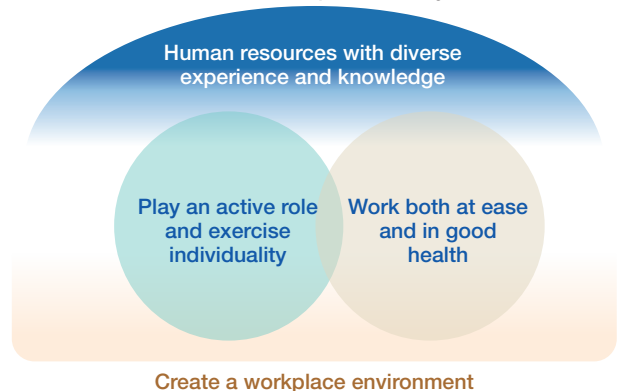 Human resources with diverse
experience and knowledge
Play an active role
and exercise
individuality
Work both at ease
and in good
health
Create a workplace environment